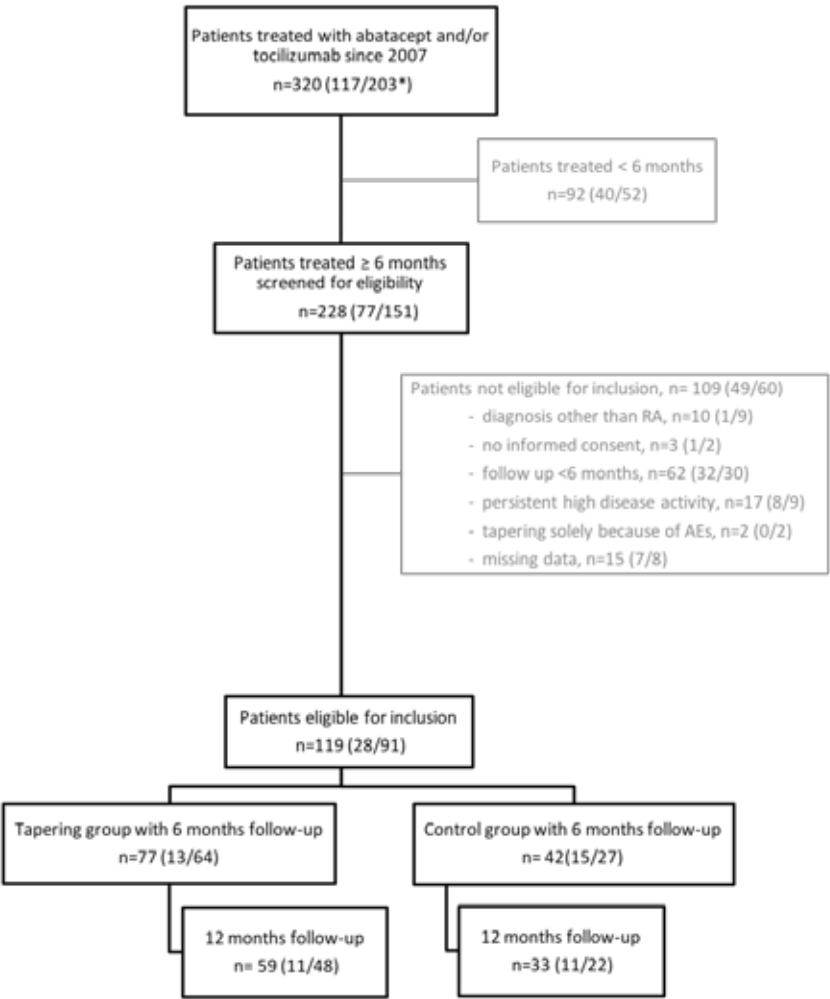 Patients treated with abatacept and/or
tocilizumab since 2007
n=320 (117/203*)
Patients treated < 6 months
n=92 (40/52)
Patients treated ≥ 6 months
screened for eligibility
n=228 (77/151)
Patients not eligible for inclusion, n= 109 (49/60)
- diagnosis other than RA, n=10 (1/9)
- no informed consent, n=3 (1/2)
- follow up <6 months, n=62 (32/30)
- persistent high disease activity, n=17 (8/9)
- tapering solely because of AEs, n=2 (0/2)
- missing data, n=15 (7/8)
Patients eligible for inclusion
n=119 (28/91)
Tapering group with 6 months follow-up
n=77 (13/64)
Control group with 6 months follow-up
n= 42(15/27)
12 months follow-up
n= 59 (11/48)
12 months follow-up
n=33 (11/22)